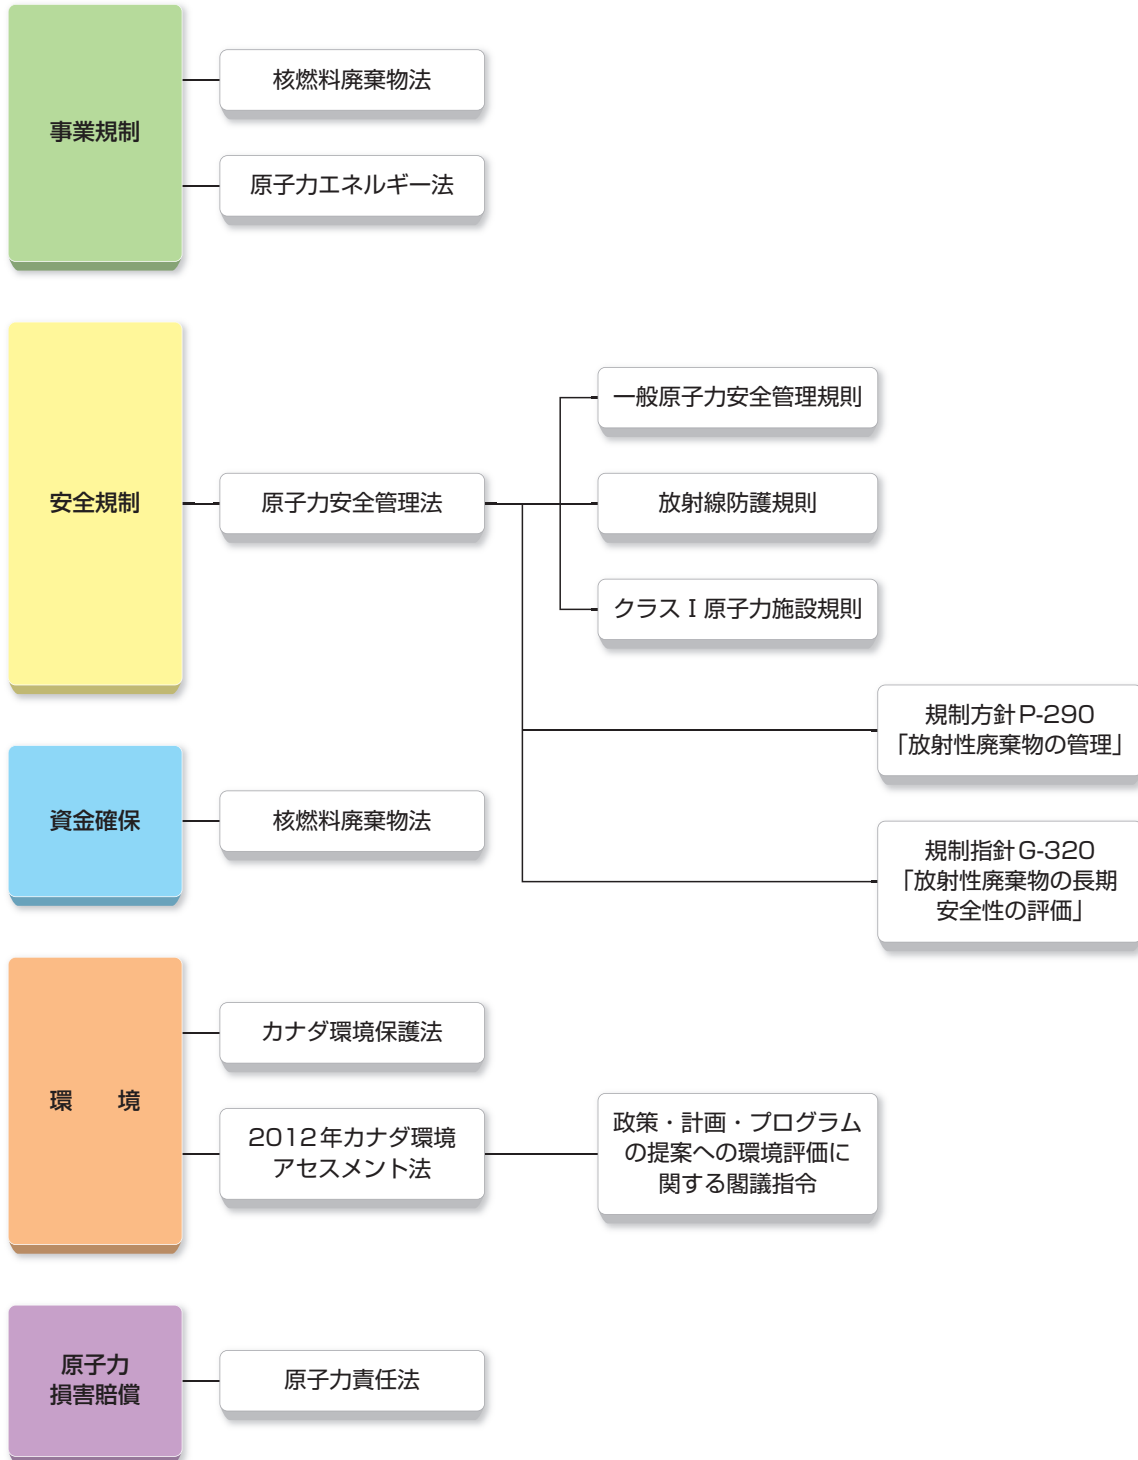 事業規制
核燃料廃棄物法
原子力エネルギー法
安全規制
原子力安全管理法
一般原子力安全管理規則
放射線防護規則
クラスⅠ原子力施設規則
規制方針P-290
「放射性廃棄物の管理」
規制指針G-320
「放射性廃棄物の長期
安全性の評価」
資金確保
核燃料廃棄物法
環　　境
カナダ環境保護法
2012年カナダ環境
アセスメント法
政策・計画・プログラム
の提案への環境評価に
関する閣議指令
原子力
損害賠償
原子力責任法